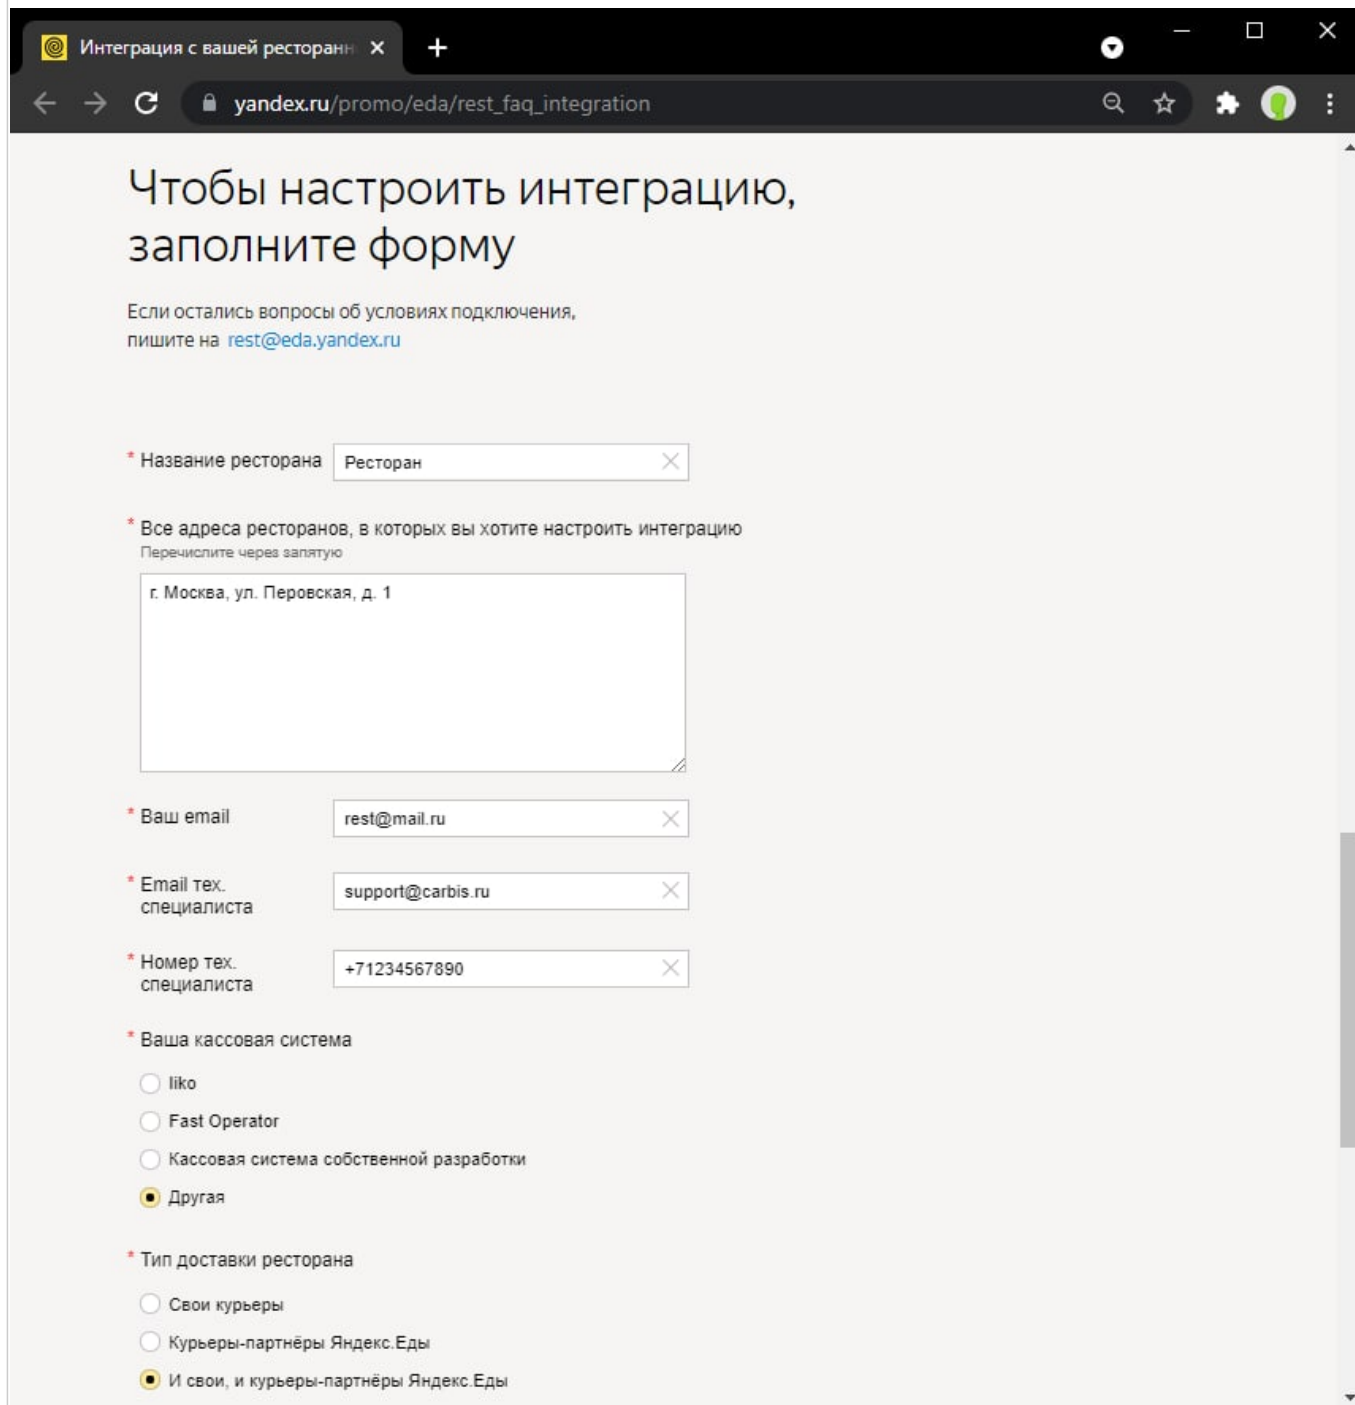 Интеграция с вашей ресторанн
yandex.ru/promo/eda/rest_faq_integration
Чтобы настроить интеграцию,
заполните форму
Если остались вопросы об условиях подключения,
пишите на rest@eda.yandex.ru
* Название ресторана Ресторан
* Все адреса ресторанов, в которых вы хотите настроить интеграцию
Перечислите через запятую
г. Москва, ул. Перовская, д. 1
* Ваш email rest@mail.ru
* Email тех.
специалиста
support@carbis.ru
* Номер тех.
специалиста
+71234567890
* Ваша кассовая система
Iiko
Fast Operator
Кассовая система собственной разработки
Другая
* Тип доставки ресторана
Свои курьеры
Курьеры-партнёры Яндекс.Еды
И свои, и курьеры-партнёры Яндекс.Еды